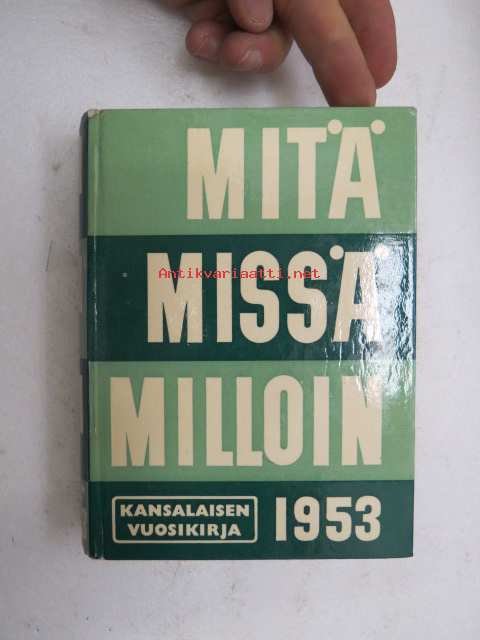 MITÄ
Antikvariaatti.net
MISSÄ
MILLOIN
KANSALAISEN
VUOSIKIRJA
1953